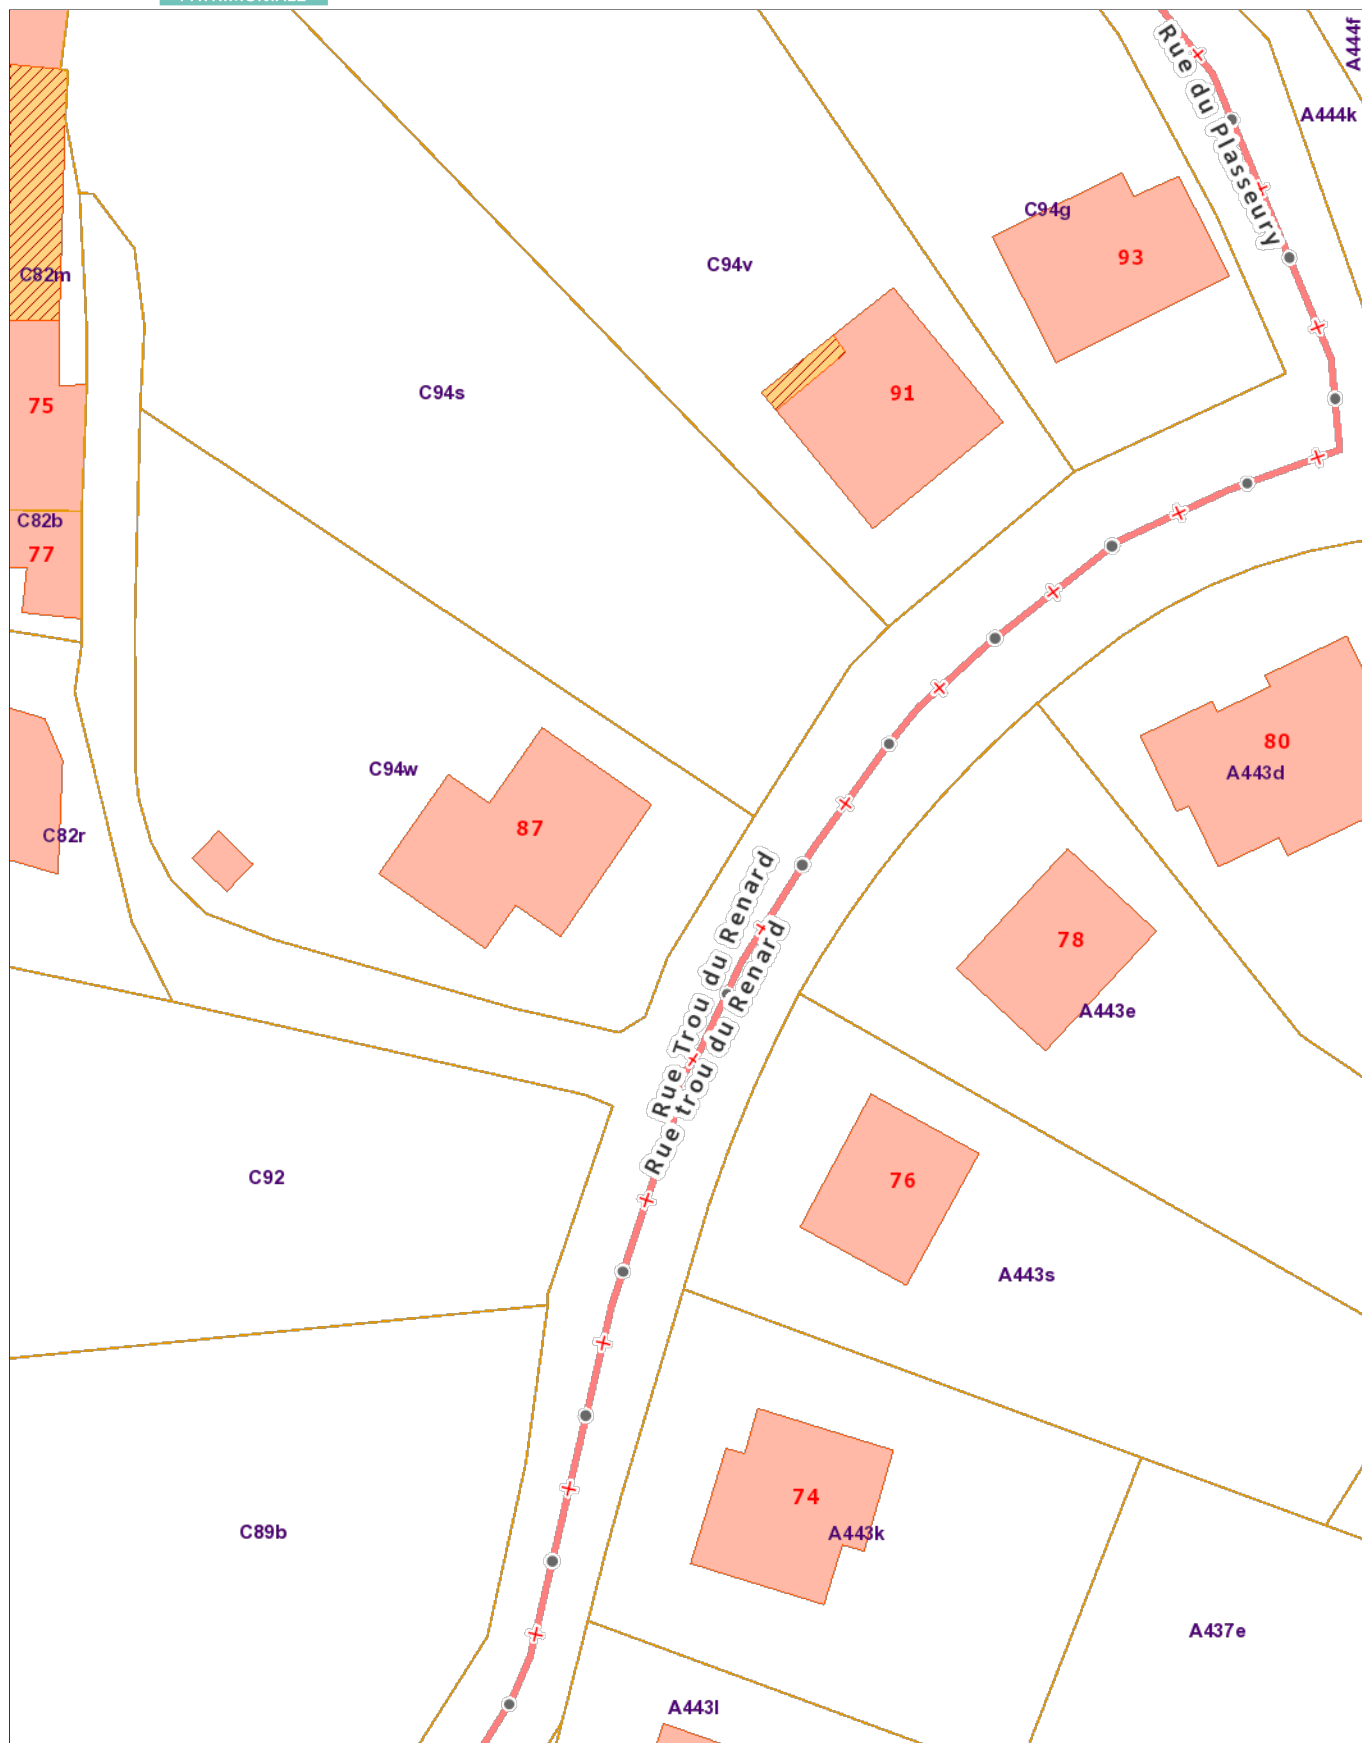 A444f
Rue du Plasseury
A444k
C94g
93
C94v
C82m
91
C94s
75
C82b
77
80
A443d
C94w
87
C82r
78
A443e
Rue Trou du Renard
Rue trou du Renard
C92
76
A443s
74
A443k
C89b
A437e
A443l